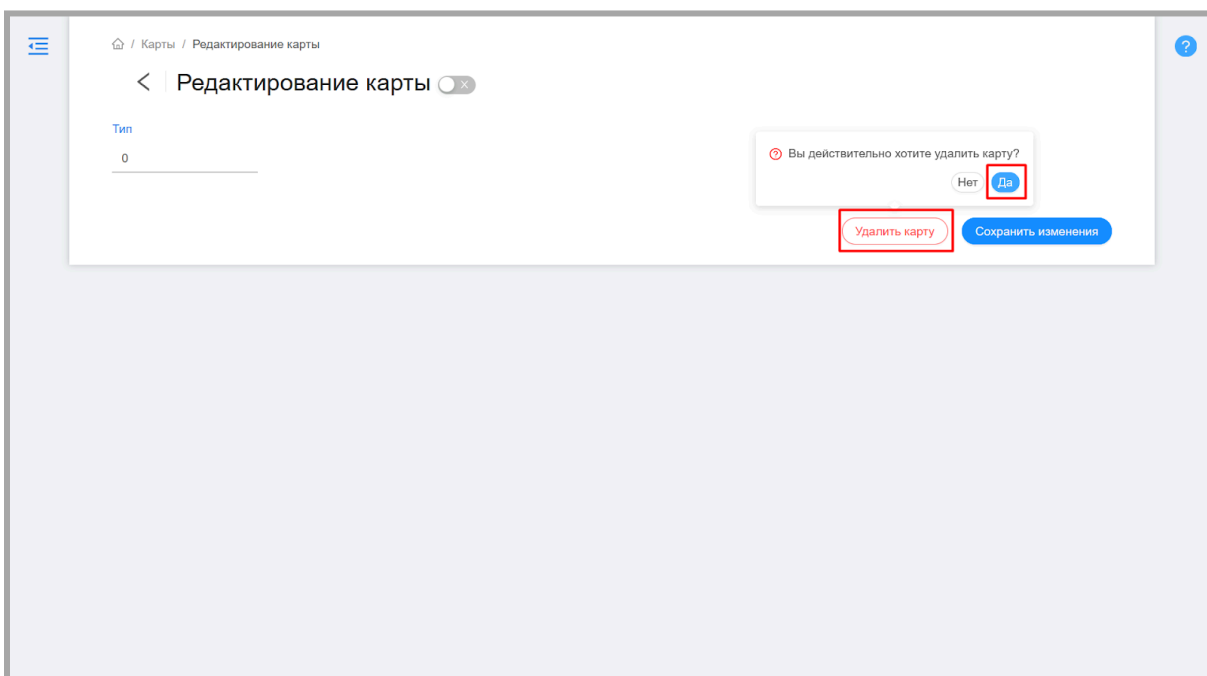 / Карты / Редактирование карты
?
Редактирование карты
Тип
0
Вы действительно хотите удалить карту?
Нет Да
Удалить карту Сохранить изменения